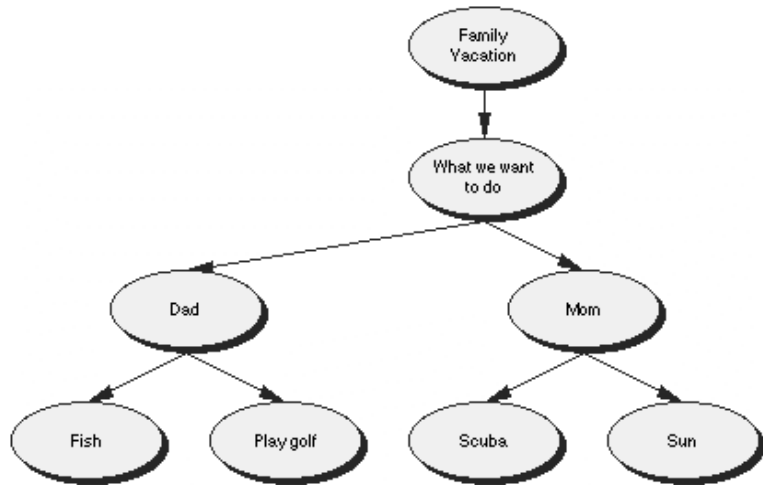 Family
Vacation
What we want
to do
Dad
Mom
Fish
Play golf
Scuba
Sun